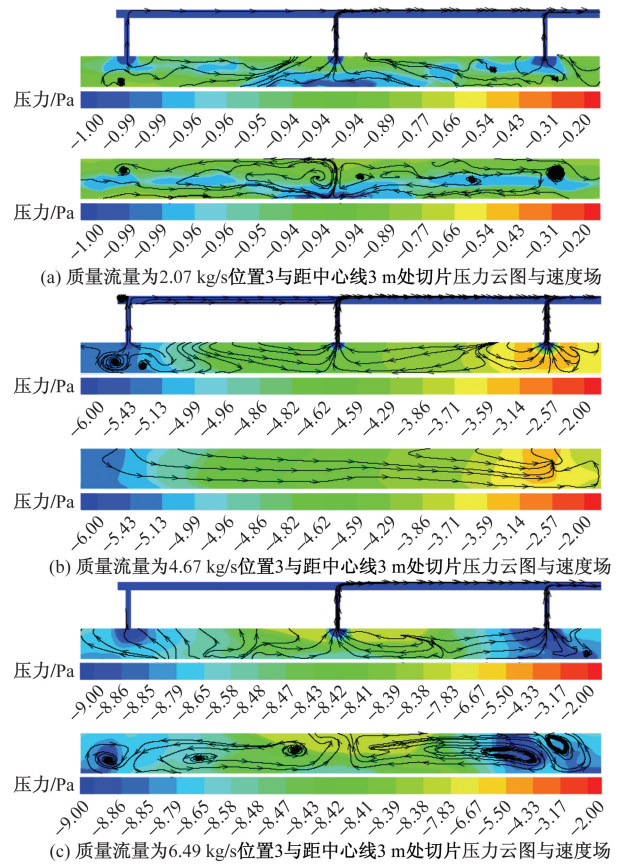 压力/Pa
−1.00 −0.99 −0.99 −0.96 −0.96 −0.95 −0.94 −0.94 −0.94 −0.89 −0.77 −0.66 −0.54 −0.43 −0.31 −0.20
压力/Pa
−1.00 −0.99 −0.99 −0.96 −0.96 −0.95 −0.94 −0.94 −0.94 −0.89 −0.77 −0.66 −0.54 −0.43 −0.31 −0.20
(a) 质量流量为2.07 kg/s位置3与距中心线3 m处切片压力云图与速度场
压力/Pa
−6.00 −5.43 −5.13 −4.99 −4.96 −4.86 −4.82 −4.62 −4.59 −4.29 −3.86 −3.71 −3.59 −3.14 −2.57 −2.00
压力/Pa
−6.00 −5.43 −5.13 −4.99 −4.96 −4.86 −4.82 −4.62 −4.59 −4.29 −3.86 −3.71 −3.59 −3.14 −2.57 −2.00
(b) 质量流量为4.67 kg/s位置3与距中心线3 m处切片压力云图与速度场
压力/Pa
−9.00 −8.86 −8.85 −8.79 −8.65 −8.58 −8.48 −8.47 −8.43 −8.42 −8.41 −8.39 −8.38 −7.83 −6.67 −5.50 −4.33 −3.17 −2.00
压力/Pa
−9.00 −8.86 −8.85 −8.79 −8.65 −8.58 −8.48 −8.47 −8.43 −8.42 −8.41 −8.39 −8.38 −7.83 −6.67 −5.50 −4.33 −3.17 −2.00
(c) 质量流量为6.49 kg/s位置3与距中心线3 m处切片压力云图与速度场